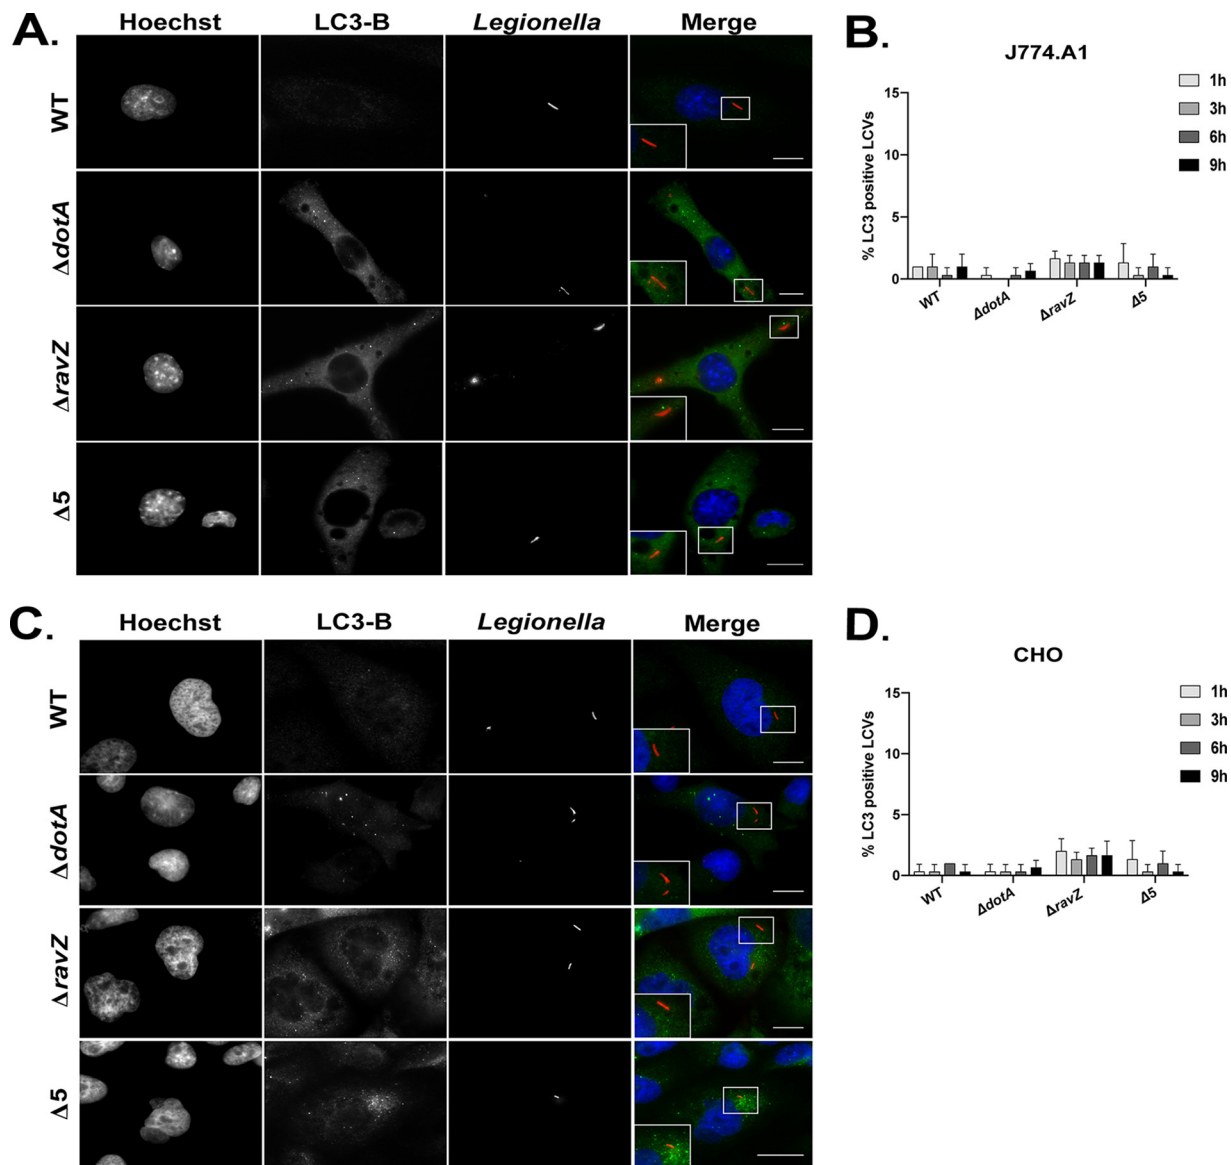 A.
Hoechst LC3-B Legionella Merge
WT
ΔdotA
ΔravZ
Δ5
B.
J774.A1
% LC3 positive LCVs
15
10
5
0
WT ΔdotA ΔravZ Δ5
1h
3h
6h
9h
C.
Hoechst LC3-B Legionella Merge
WT
ΔdotA
ΔravZ
Δ5
D.
CHO
% LC3 positive LCVs
15
10
5
0
WT ΔdotA ΔravZ Δ5
1h
3h
6h
9h